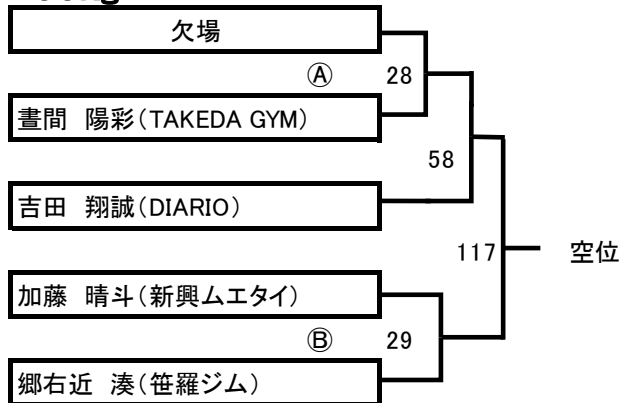 欠場
Ⓐ 28
晝間 陽彩(TAKEDA GYM)
58
吉田 翔誠(DIARIO)
117 空位
加藤 晴斗(新興ムエタイ)
Ⓑ 29
郷右近 湊(笹羅ジム)